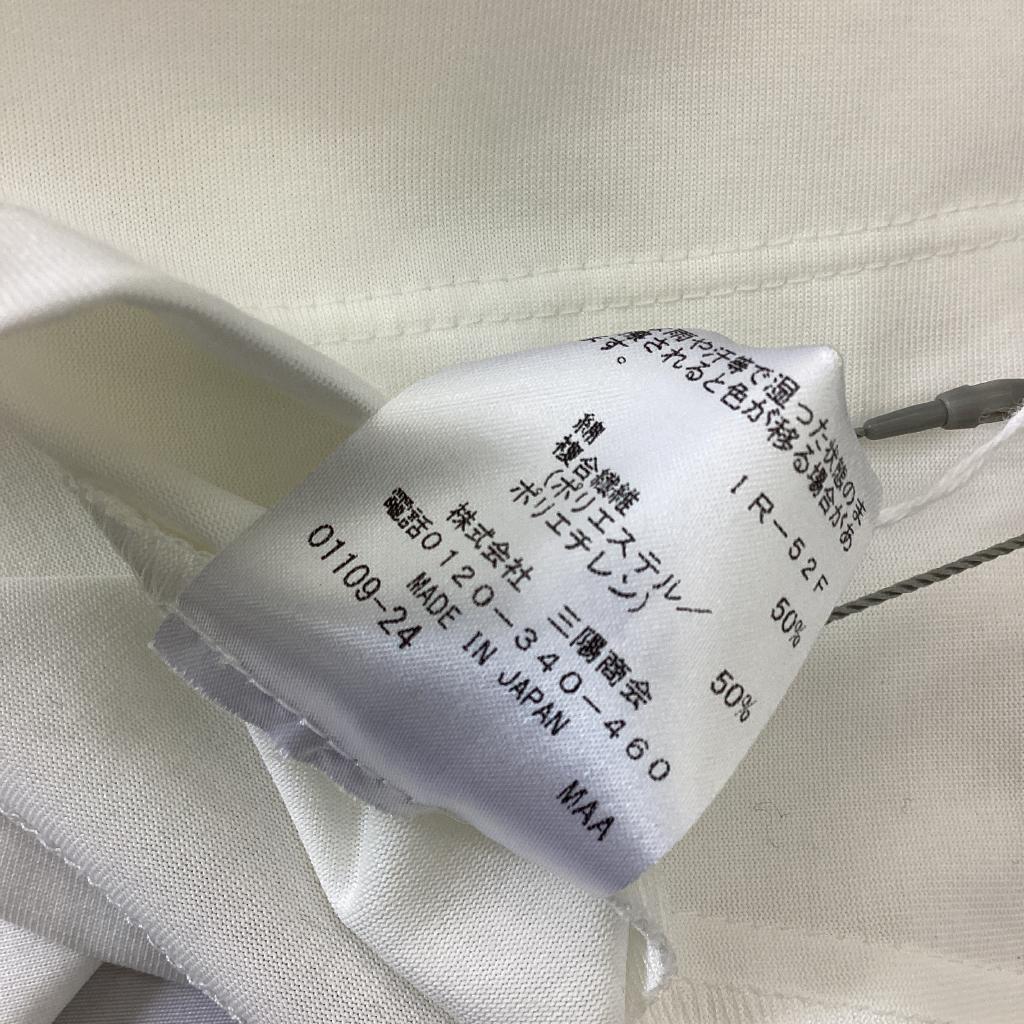 雨や汗等で湿った状態のまま
されると色が移る場合があ
ます。
IR-52F
綿 50%
複合繊維 50%
(ポリエステル/
ポリエチレン)
株式会社 三陽商会
電話0120-340-460
MADE IN JAPAN
01109-24 MAA